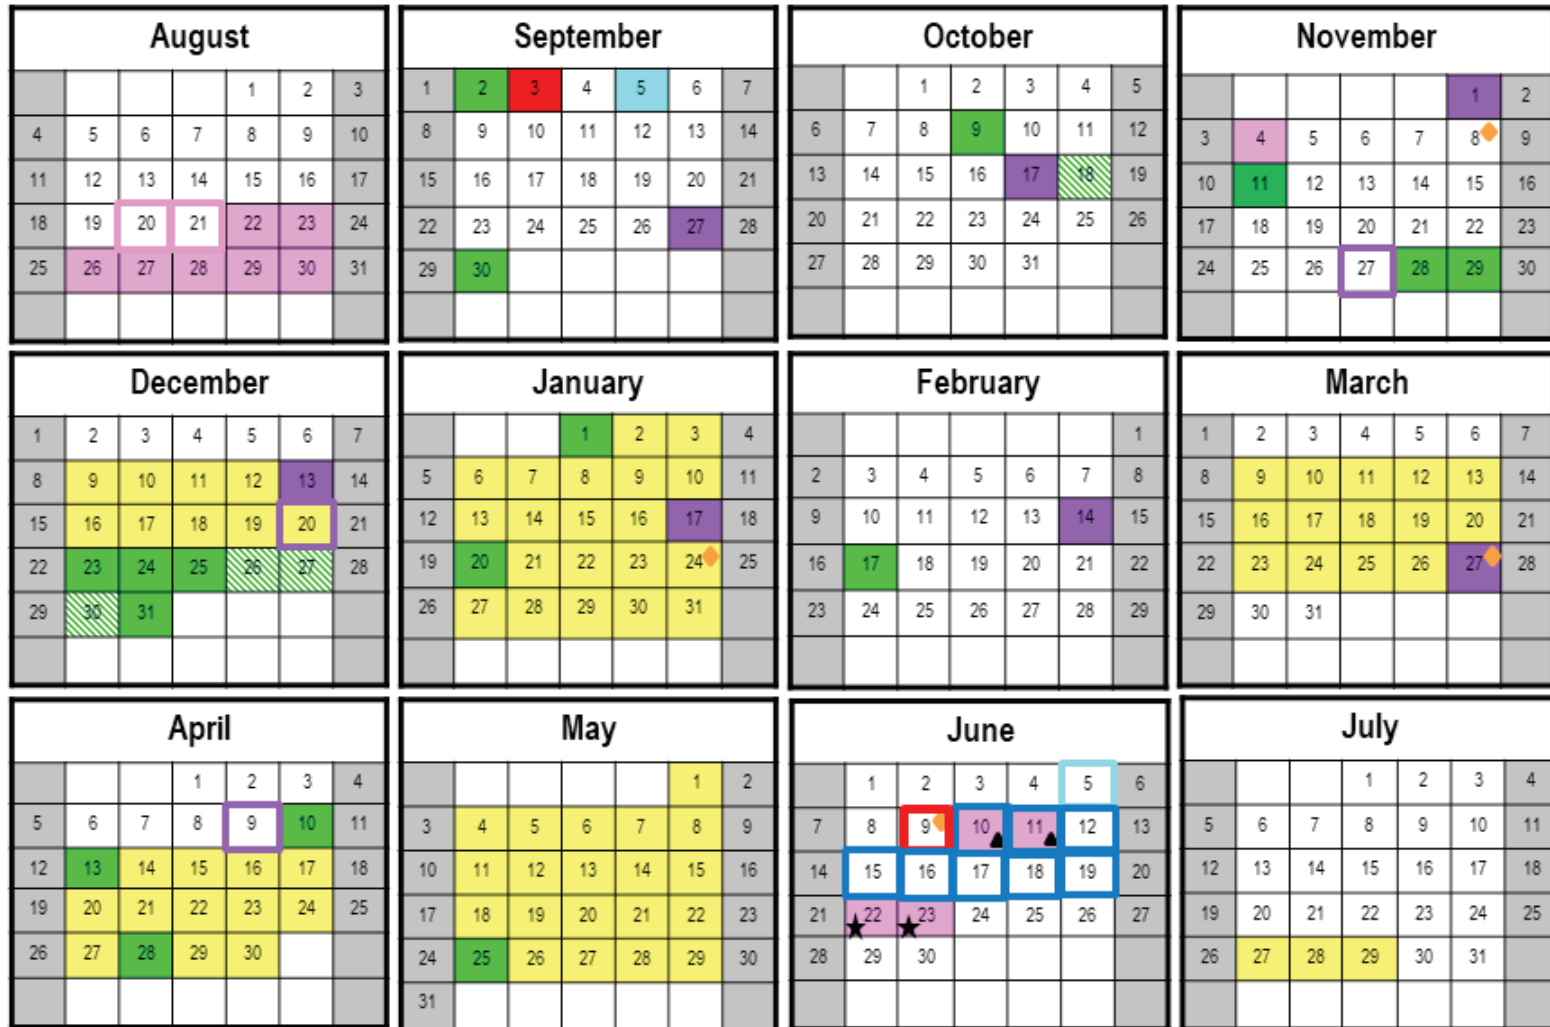 August
1 2 3
4 5 6 7 8 9 10
11 12 13 14 15 16 17
18 19 20 21 22 23 24
25 26 27 28 29 30 31
September
1 2 3 4 5 6 7
8 9 10 11 12 13 14
15 16 17 18 19 20 21
22 23 24 25 26 27 28
29 30
October
1 2 3 4 5
6 7 8 9 10 11 12
13 14 15 16 17 18 19
20 21 22 23 24 25 26
27 28 29 30 31
November
1 2
3 4 5 6 7 8 9
10 11 12 13 14 15 16
17 18 19 20 21 22 23
24 25 26 27 28 29 30
December
1 2 3 4 5 6 7
8 9 10 11 12 13 14
15 16 17 18 19 20 21
22 23 24 25 26 27 28
29 30 31
January
1 2 3 4
5 6 7 8 9 10 11
12 13 14 15 16 17 18
19 20 21 22 23 24 25
26 27 28 29 30 31
February
1
2 3 4 5 6 7 8
9 10 11 12 13 14 15
16 17 18 19 20 21 22
23 24 25 26 27 28 29
March
1 2 3 4 5 6 7
8 9 10 11 12 13 14
15 16 17 18 19 20 21
22 23 24 25 26 27 28
29 30 31
April
1 2 3 4
5 6 7 8 9 10 11
12 13 14 15 16 17 18
19 20 21 22 23 24 25
26 27 28 29 30
May
1 2
3 4 5 6 7 8 9
10 11 12 13 14 15 16
17 18 19 20 21 22 23
24 25 26 27 28 29 30
31
June
1 2 3 4 5 6
7 8 9 10 11 12 13
14 15 16 17 18 19 20
21 22 23 24 25 26 27
28 29 30
July
1 2 3 4
5 6 7 8 9 10 11
12 13 14 15 16 17 18
19 20 21 22 23 24 25
26 27 28 29 30 31